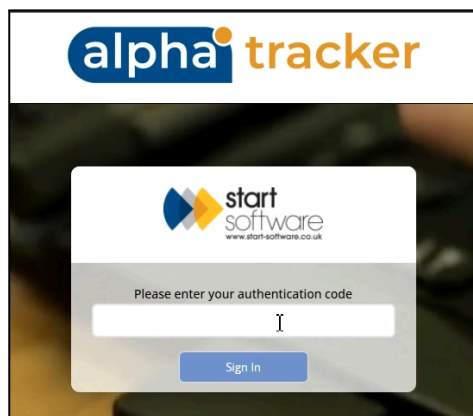 alpha tracker
start
software
www.start-software.co.uk
Please enter your authentication code
Sign In